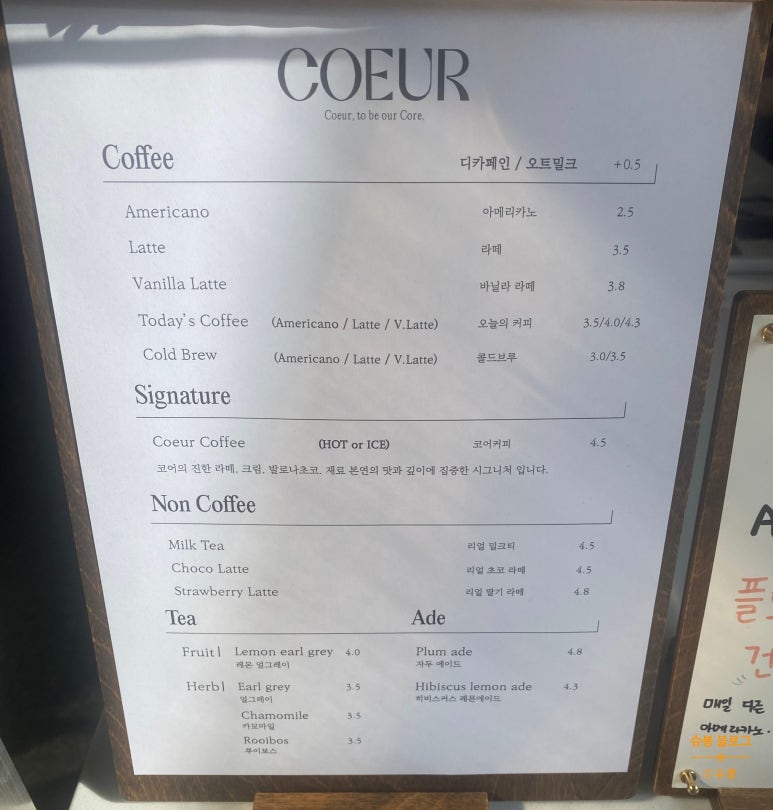 COEUR
Coeur, to be our Core.
Coffee 디카페인 / 오트밀크 +0.5
Americano 아메리카노 2.5
Latte 라떼 3.5
Vanilla Latte 바닐라 라떼 3.8
Today's Coffee (Americano / Latte / V.Latte) 오늘의 커피 3.5/4.0/4.3
Cold Brew (Americano / Latte / V.Latte) 콜드브루 3.0/3.5
Signature
Coeur Coffee (HOT or ICE) 코어커피 4.5
코어의 진한 라떼, 크림, 발로나초코. 재료 본연의 맛과 깊이에 집중한 시그니처 입니다.
Non Coffee
Milk Tea 리얼 밀크티 4.5
Choco Latte 리얼 초코 라떼 4.5
Strawberry Latte 리얼 딸기 라떼 4.8
Tea Ade
Fruit| Lemon earl grey 4.0 Plum ade 4.8
레몬 얼그레이 자두 에이드
Herb| Earl grey 3.5 Hibiscus lemon ade 4.3
얼그레이 히비스커스 레몬에이드
Chamomile 3.5
카모마일
Rooibos 3.5
루이보스
매일 다른
아메리카노.
슈퐁 블로그